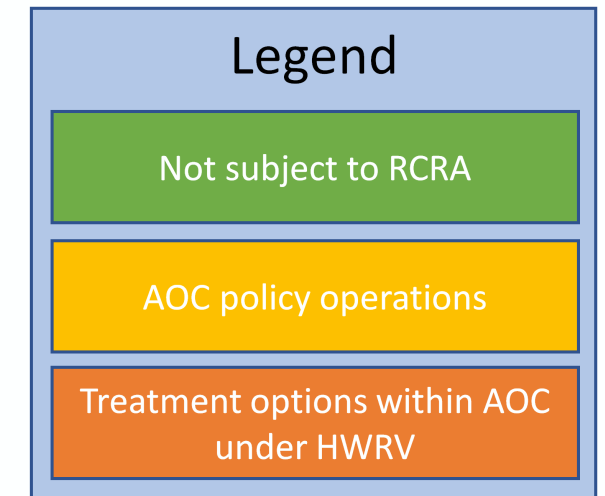 Legend
Not subject to RCRA
AOC policy operations
Treatment options within AOC
under HWRV